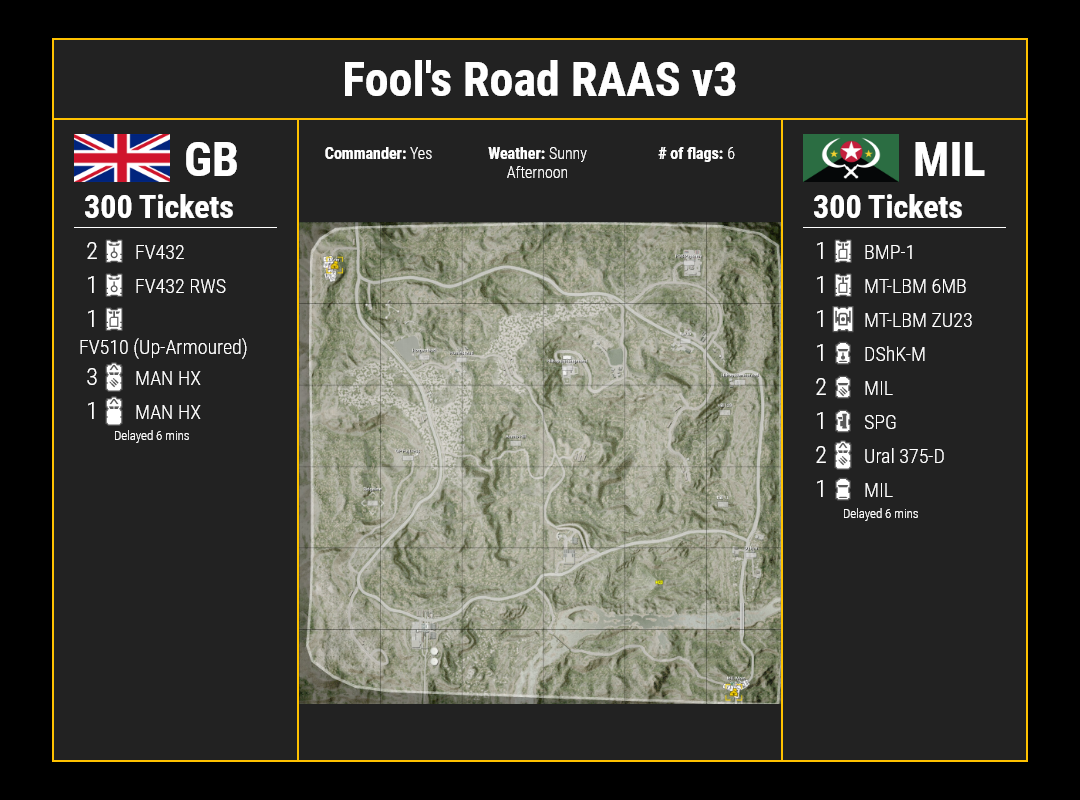 Fool's Road RAAS v3
GB
300 Tickets
2 FV432
1 FV432 RWS
1
FV510 (Up-Armoured)
3 MAN HX
1 MAN HX
Delayed 6 mins
Commander: Yes
Weather: Sunny
Afternoon
# of flags: 6
MIL
300 Tickets
1 BMP-1
1 MT-LBM 6MB
1 MT-LBM ZU23
1 DShK-M
2 MIL
1 SPG
2 Ural 375-D
1 MIL
Delayed 6 mins